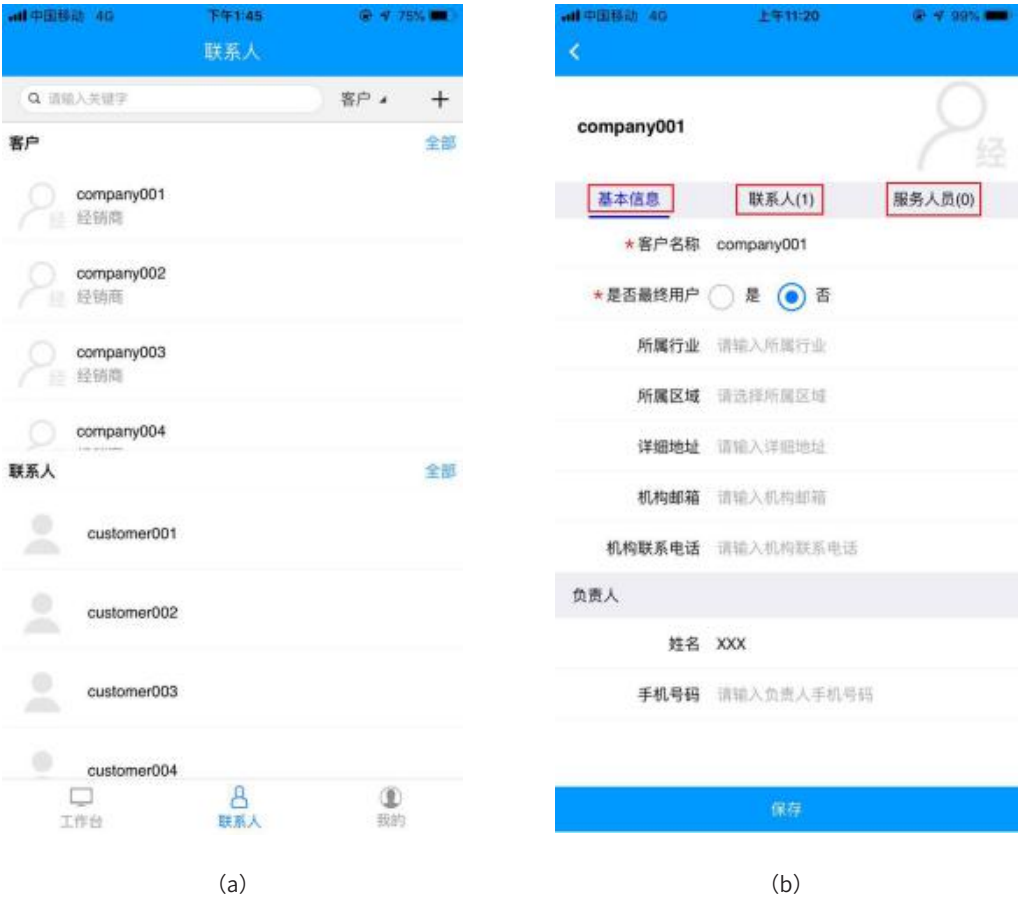 中国移动 4G 下午1:45 75%
联系人
请输入关键字 客户
客户 全部
company001
经 经销商
company002
经 经销商
company003
经 经销商
company004
联系人 全部
customer001
customer002
customer003
customer004
工作台 联系人 我的
(a)
中国移动 4G 上午11:20 99%
company001
经
基本信息 联系人(1) 服务人员(0)
*客户名称 company001
*是否最终用户 是 否
所属行业 请输入所属行业
所属区域 请选择所属区域
详细地址 请输入详细地址
机构邮箱 请输入机构邮箱
机构联系电话 请输入机构联系电话
负责人
姓名 XXX
手机号码 请输入负责人手机号码
保存
(b)